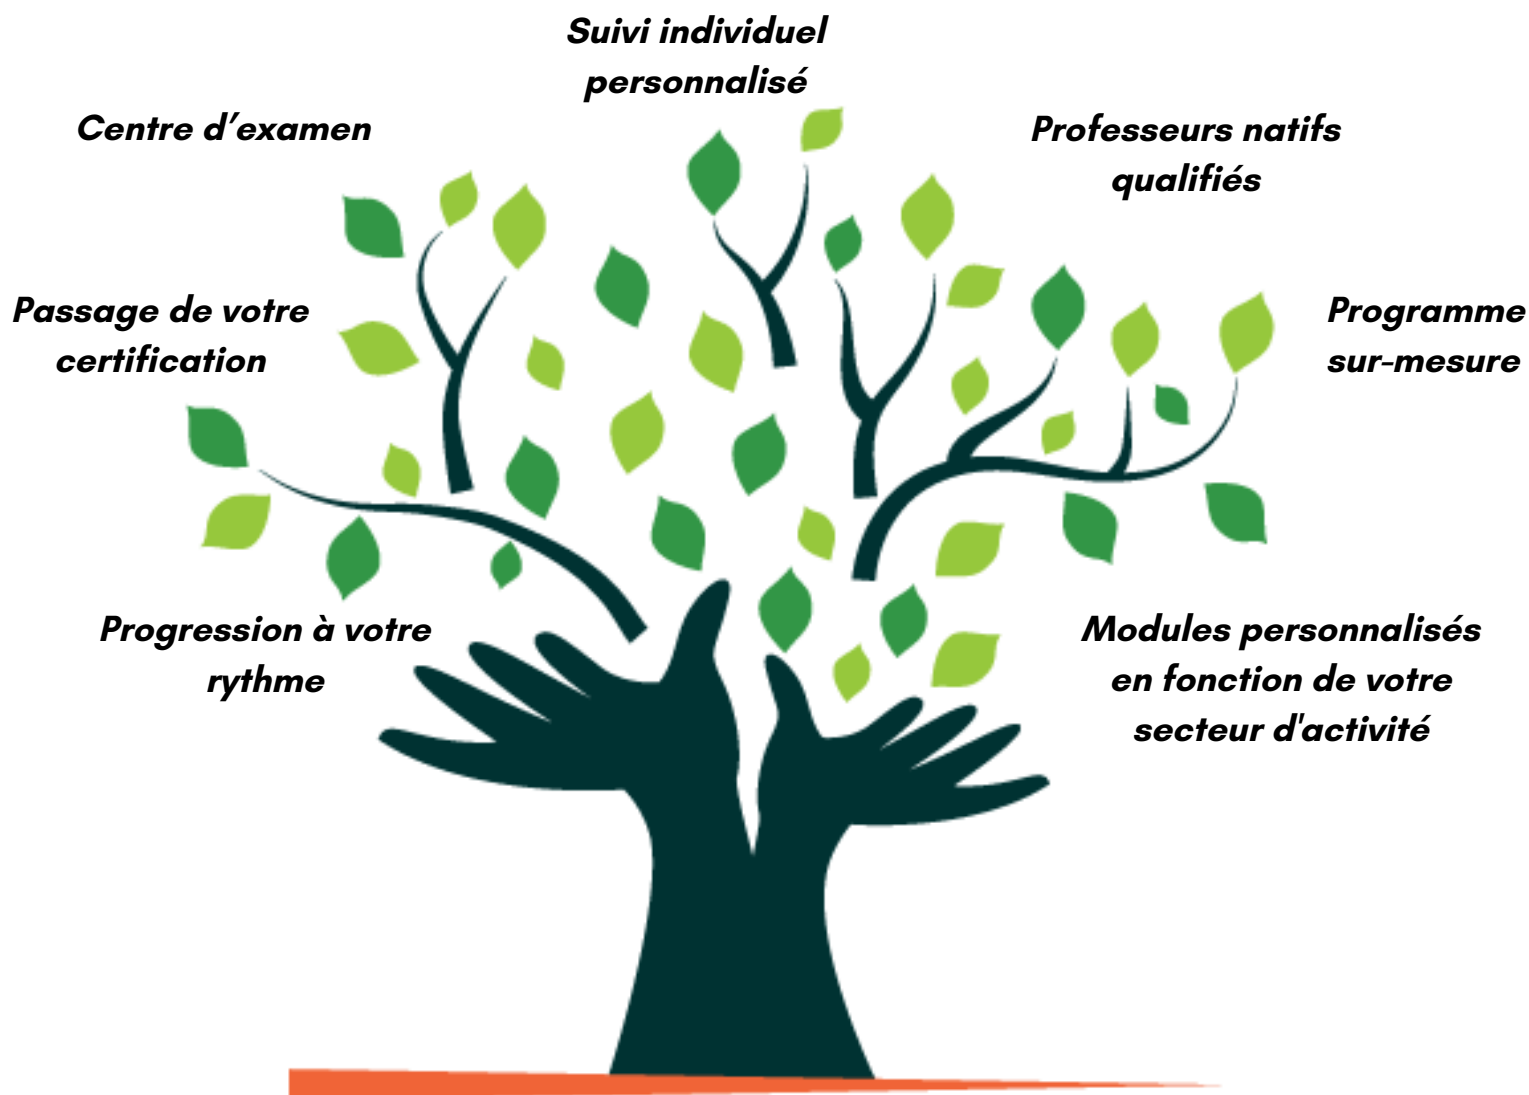 Suivi individuel
personnalisé
Centre d’examen
Professeurs natifs
qualifiés
Passage de votre
certification
Programme
sur-mesure
Progression à votre
rythme
Modules personnalisés
en fonction de votre
secteur d'activité